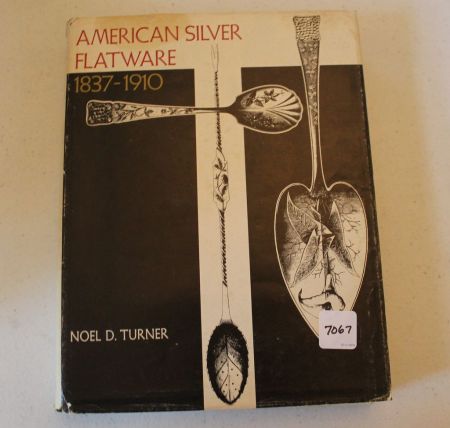 AMERICAN SILVER
FLATWARE
1837-1910
NOEL D. TURNER
7067